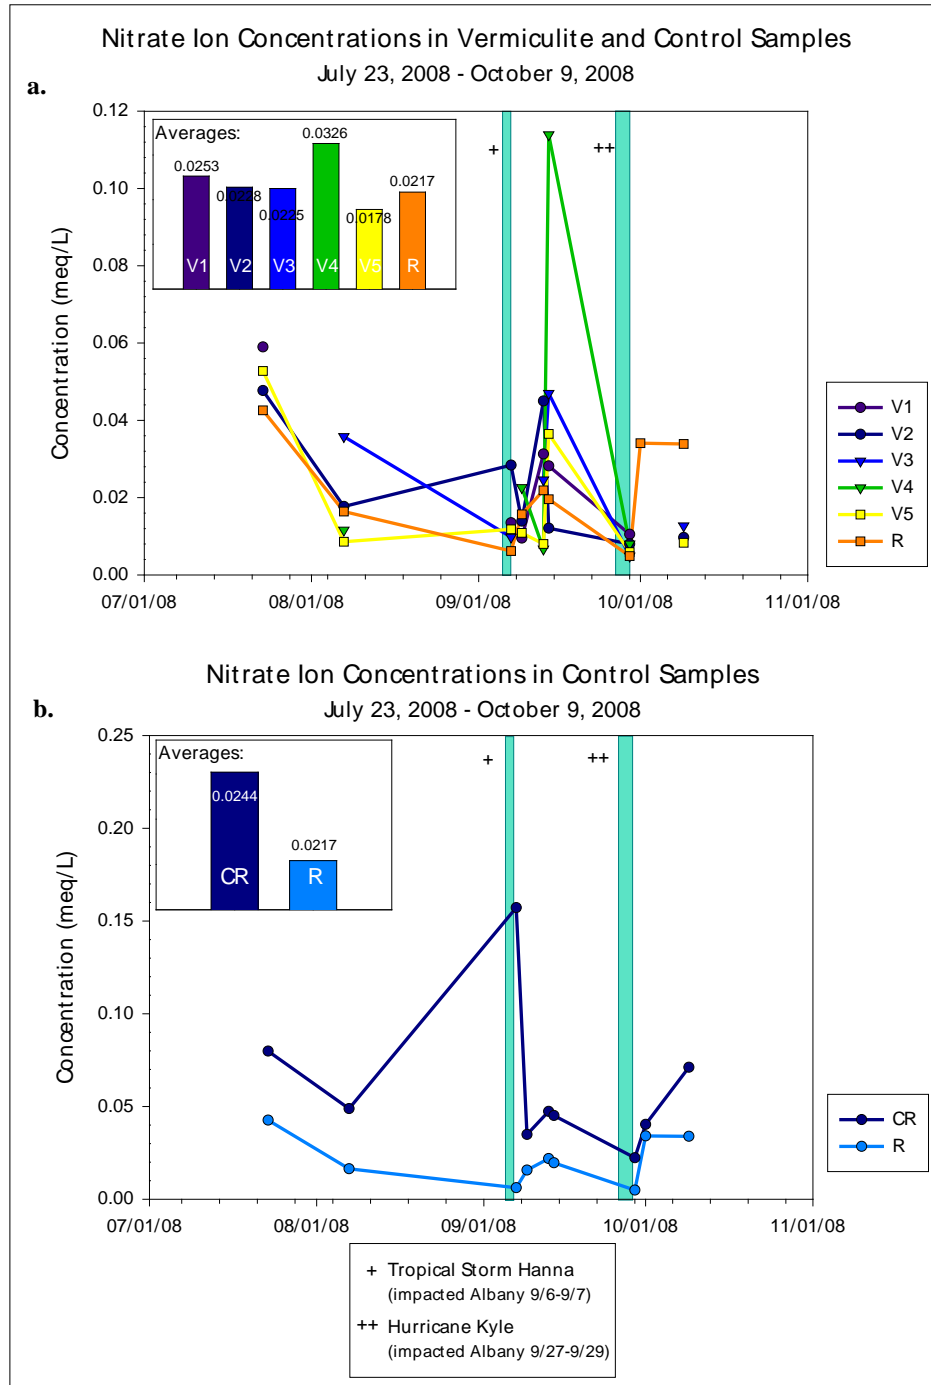 Nitrate Ion Concentrations in Vermiculite and Control Samples
July 23, 2008 - October 9, 2008
a.
0.12
0.10
0.08
0.06
0.04
0.02
0.00
Concentration (meq/L)
Averages:
0.0253
0.0228
0.0225
0.0326
0.0178
0.0217
V1
V2
V3
V4
V5
R
+
++
07/01/08
08/01/08
09/01/08
10/01/08
11/01/08
V1
V2
V3
V4
V5
R
Nitrate Ion Concentrations in Control Samples
July 23, 2008 - October 9, 2008
b.
0.25
0.20
0.15
0.10
0.05
0.00
Concentration (meq/L)
Averages:
0.0244
0.0217
CR
R
+
++
07/01/08
08/01/08
09/01/08
10/01/08
11/01/08
CR
R
+ Tropical Storm Hanna
(impacted Albany 9/6-9/7)
++ Hurricane Kyle
(impacted Albany 9/27-9/29)